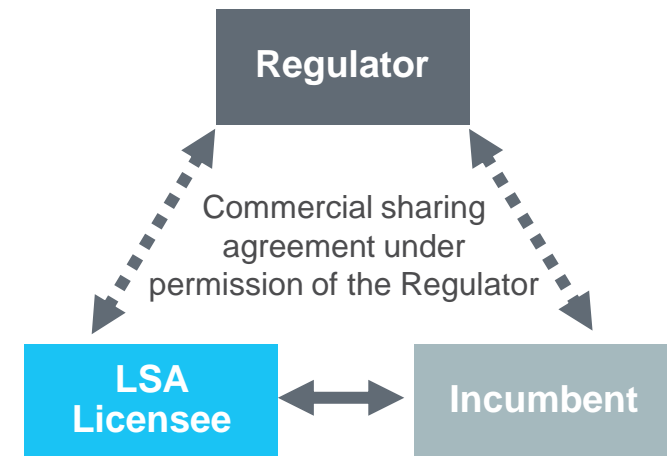 Regulator
Commercial sharing
agreement under
permission of the Regulator
LSA
Licensee
Incumbent